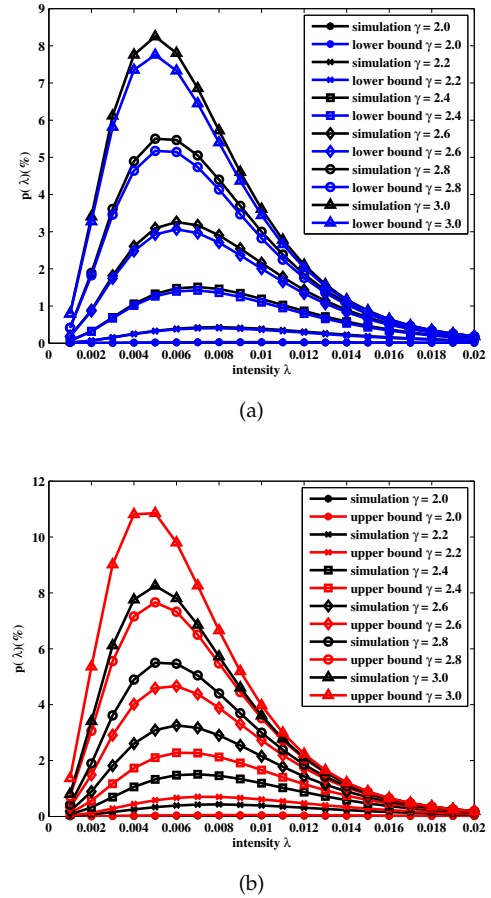 9
8
7
6
5
4
3
2
1
0
p( λ)(%)
0 0.002 0.004 0.006 0.008 0.01 0.012 0.014 0.016 0.018 0.02
intensity λ
simulation γ = 2.0
lower bound γ = 2.0
simulation γ = 2.2
lower bound γ = 2.2
simulation γ = 2.4
lower bound γ = 2.4
simulation γ = 2.6
lower bound γ = 2.6
simulation γ = 2.8
lower bound γ = 2.8
simulation γ = 3.0
lower bound γ = 3.0
(a)
12
10
8
6
4
2
0
p( λ)(%)
0 0.002 0.004 0.006 0.008 0.01 0.012 0.014 0.016 0.018 0.02
intensity λ
simulation γ = 2.0
upper bound γ = 2.0
simulation γ = 2.2
upper bound γ = 2.2
simulation γ = 2.4
upper bound γ = 2.4
simulation γ = 2.6
upper bound γ = 2.6
simulation γ = 2.8
upper bound γ = 2.8
simulation γ = 3.0
upper bound γ = 3.0
(b)